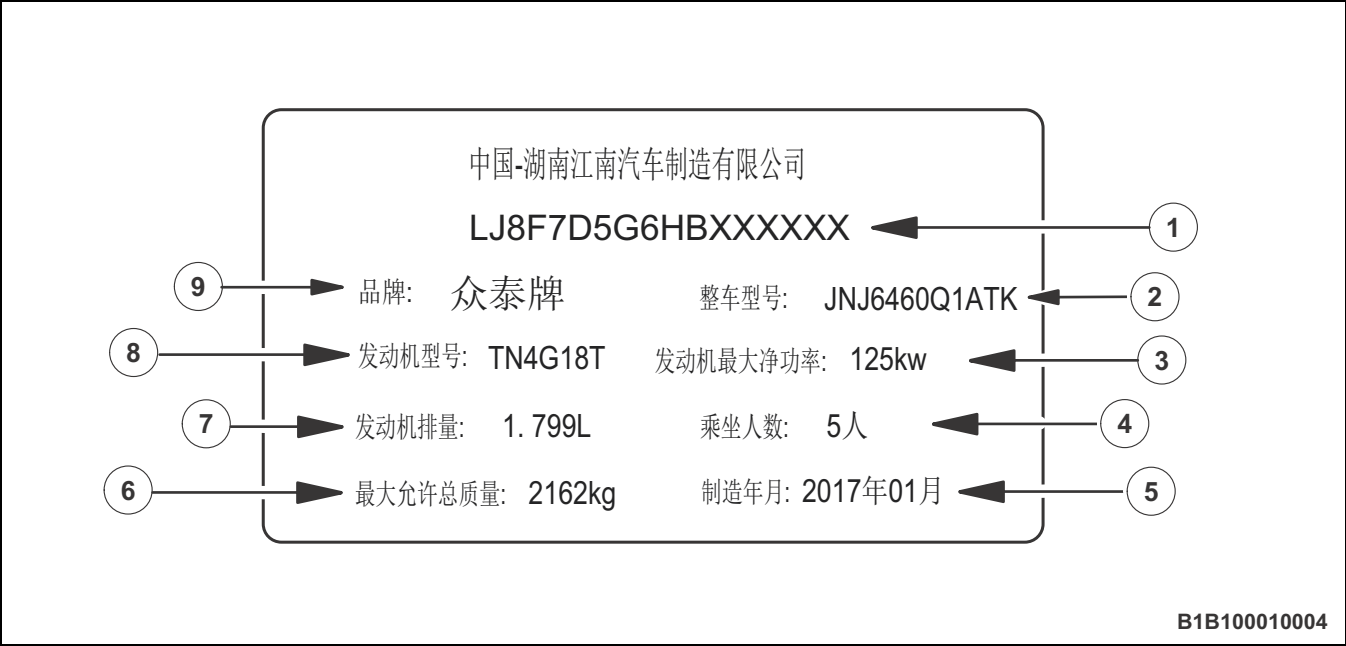 中国-湖南江南汽车制造有限公司
LJ8F7D5G6HBXXXXXX
1
9
品牌: 众泰牌 整车型号: JNJ6460Q1ATK
2
8
发动机型号: TN4G18T 发动机最大净功率: 125kw
3
7
发动机排量: 1. 799L 乘坐人数: 5人
4
6
最大允许总质量: 2162kg 制造年月: 2017年01月
5
B1B100010004